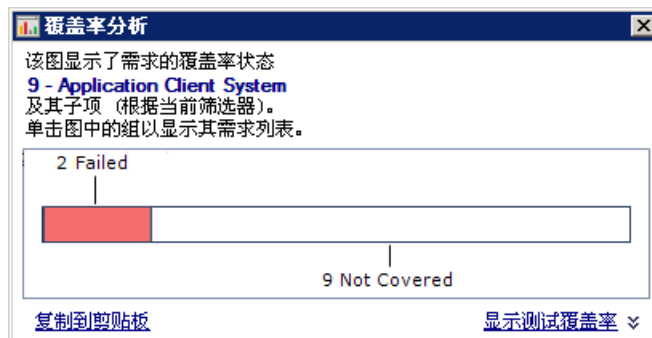 覆盖率分析
该图显示了需求的覆盖率状态
9 - Application Client System
及其子项 (根据当前筛选器)。
单击图中的组以显示其需求列表。
2 Failed
9 Not Covered
复制到剪贴板
显示测试覆盖率